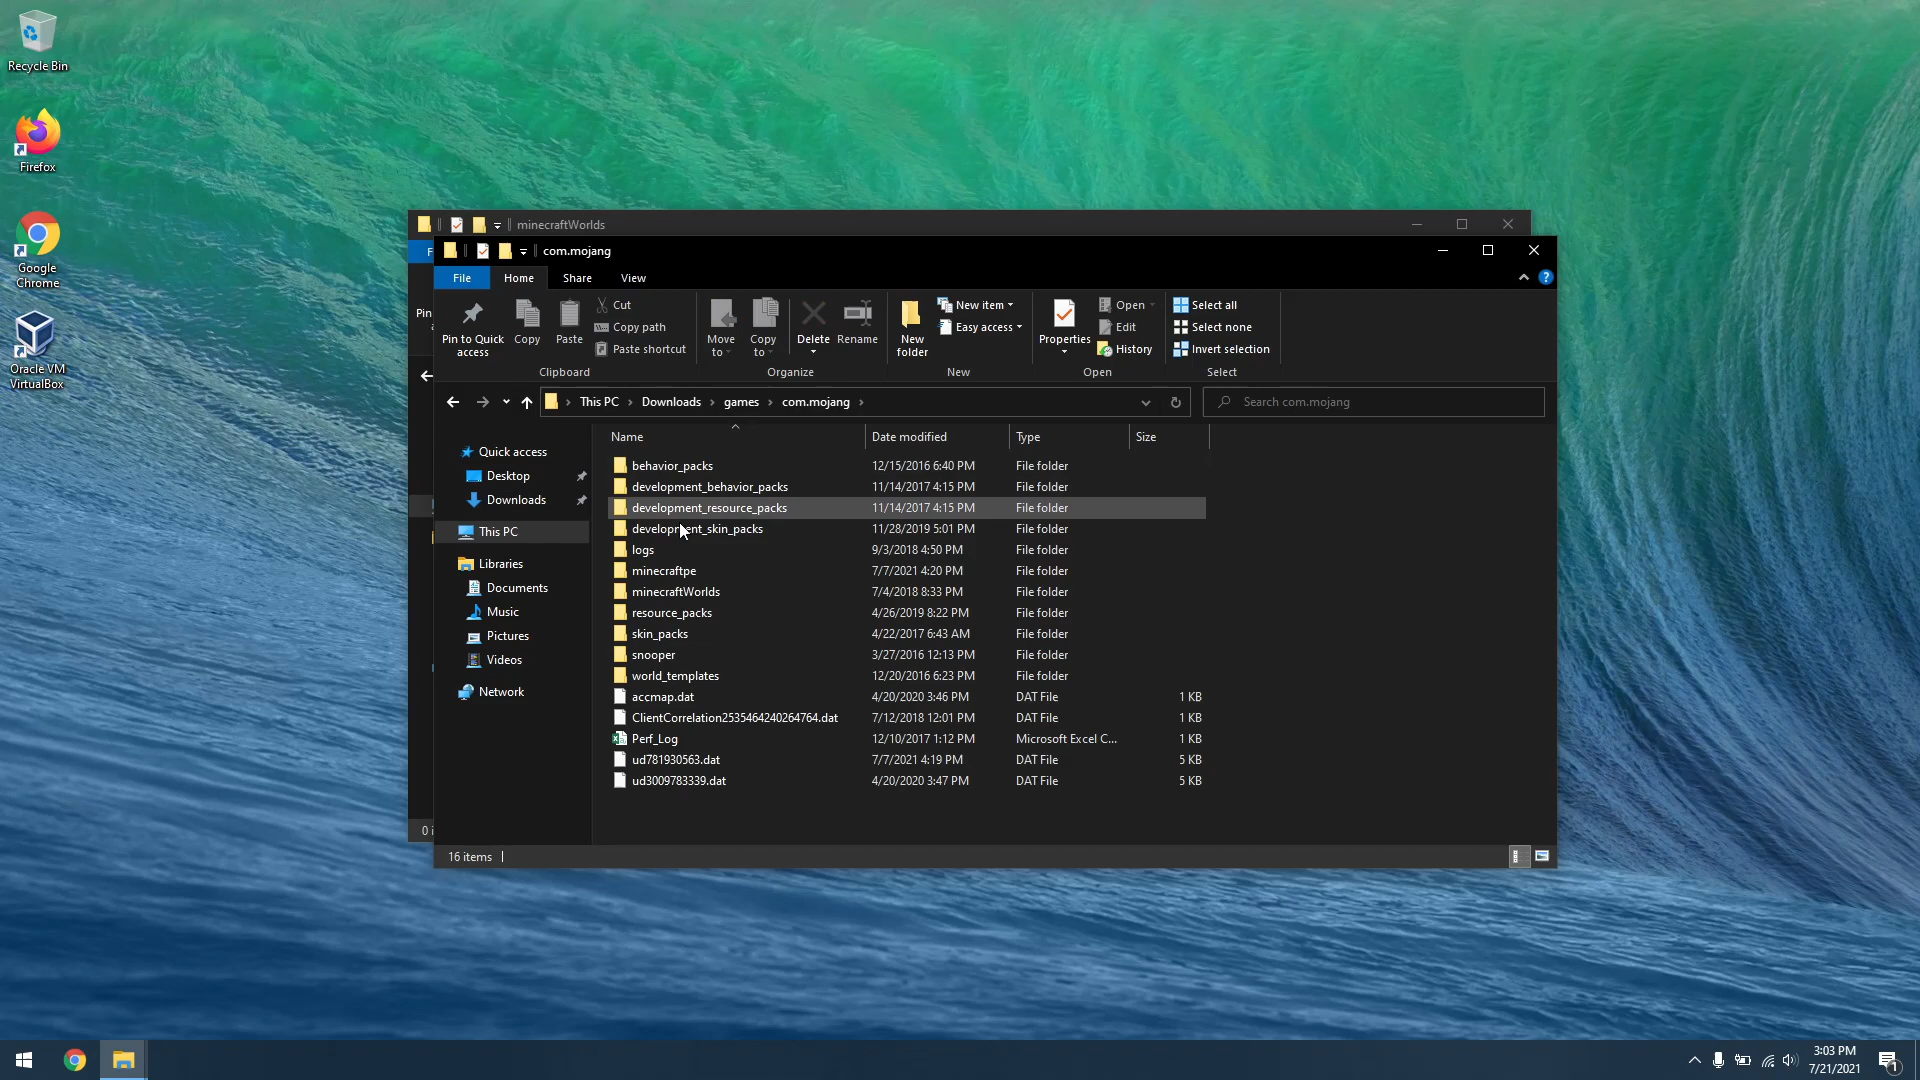 Recycle Bin
Firefox
Google
Chrome
Oracle VM
VirtualBox
minecraftWorlds
com.mojang
File
Home
Share
View
Pin to Quick
access
Copy
Paste
Cut
Copy path
Paste shortcut
Clipboard
Move
to
Copy
to
Delete
Rename
Organize
New
folder
New item
Easy access
New
Properties
Open
Edit
History
Open
Select all
Select none
Invert selection
Select
This PC
Downloads
games
com.mojang
Search com.mojang
Quick access
Desktop
Downloads
This PC
Libraries
Documents
Music
Pictures
Videos
Network
Name Date modified Type Size
behavior_packs 12/15/2016 6:40 PM File folder
development_behavior_packs 11/14/2017 4:15 PM File folder
development_resource_packs 11/14/2017 4:15 PM File folder
development_skin_packs 11/28/2019 5:01 PM File folder
logs 9/3/2018 4:50 PM File folder
minecraftpe 7/7/2021 4:20 PM File folder
minecraftWorlds 7/4/2018 8:33 PM File folder
resource_packs 4/26/2019 8:22 PM File folder
skin_packs 4/22/2017 6:43 AM File folder
snooper 3/27/2016 12:13 PM File folder
world_templates 12/20/2016 6:23 PM File folder
accmap.dat 4/20/2020 3:46 PM DAT File 1 KB
ClientCorrelation2535464240264764.dat 7/12/2018 12:01 PM DAT File 1 KB
Perf_Log 12/10/2017 1:12 PM Microsoft Excel C... 1 KB
ud781930563.dat 7/7/2021 4:19 PM DAT File 5 KB
ud3009783339.dat 4/20/2020 3:47 PM DAT File 5 KB
16 items
F
Pin
0 i
3:03 PM
7/21/2021
1